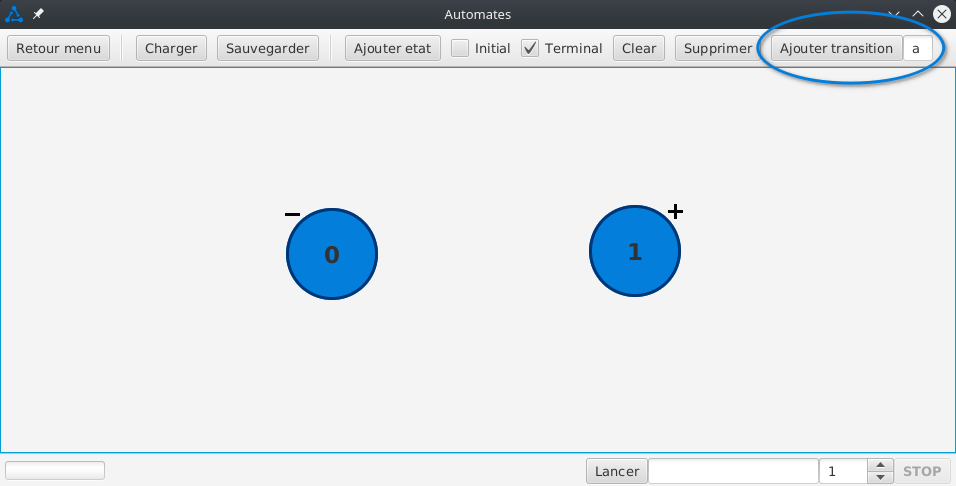 Automates
Retour menu Charger Sauvegarder Ajouter etat Initial Terminal Clear Supprimer Ajouter transition a
− +
0 1
Lancer 1 STOP